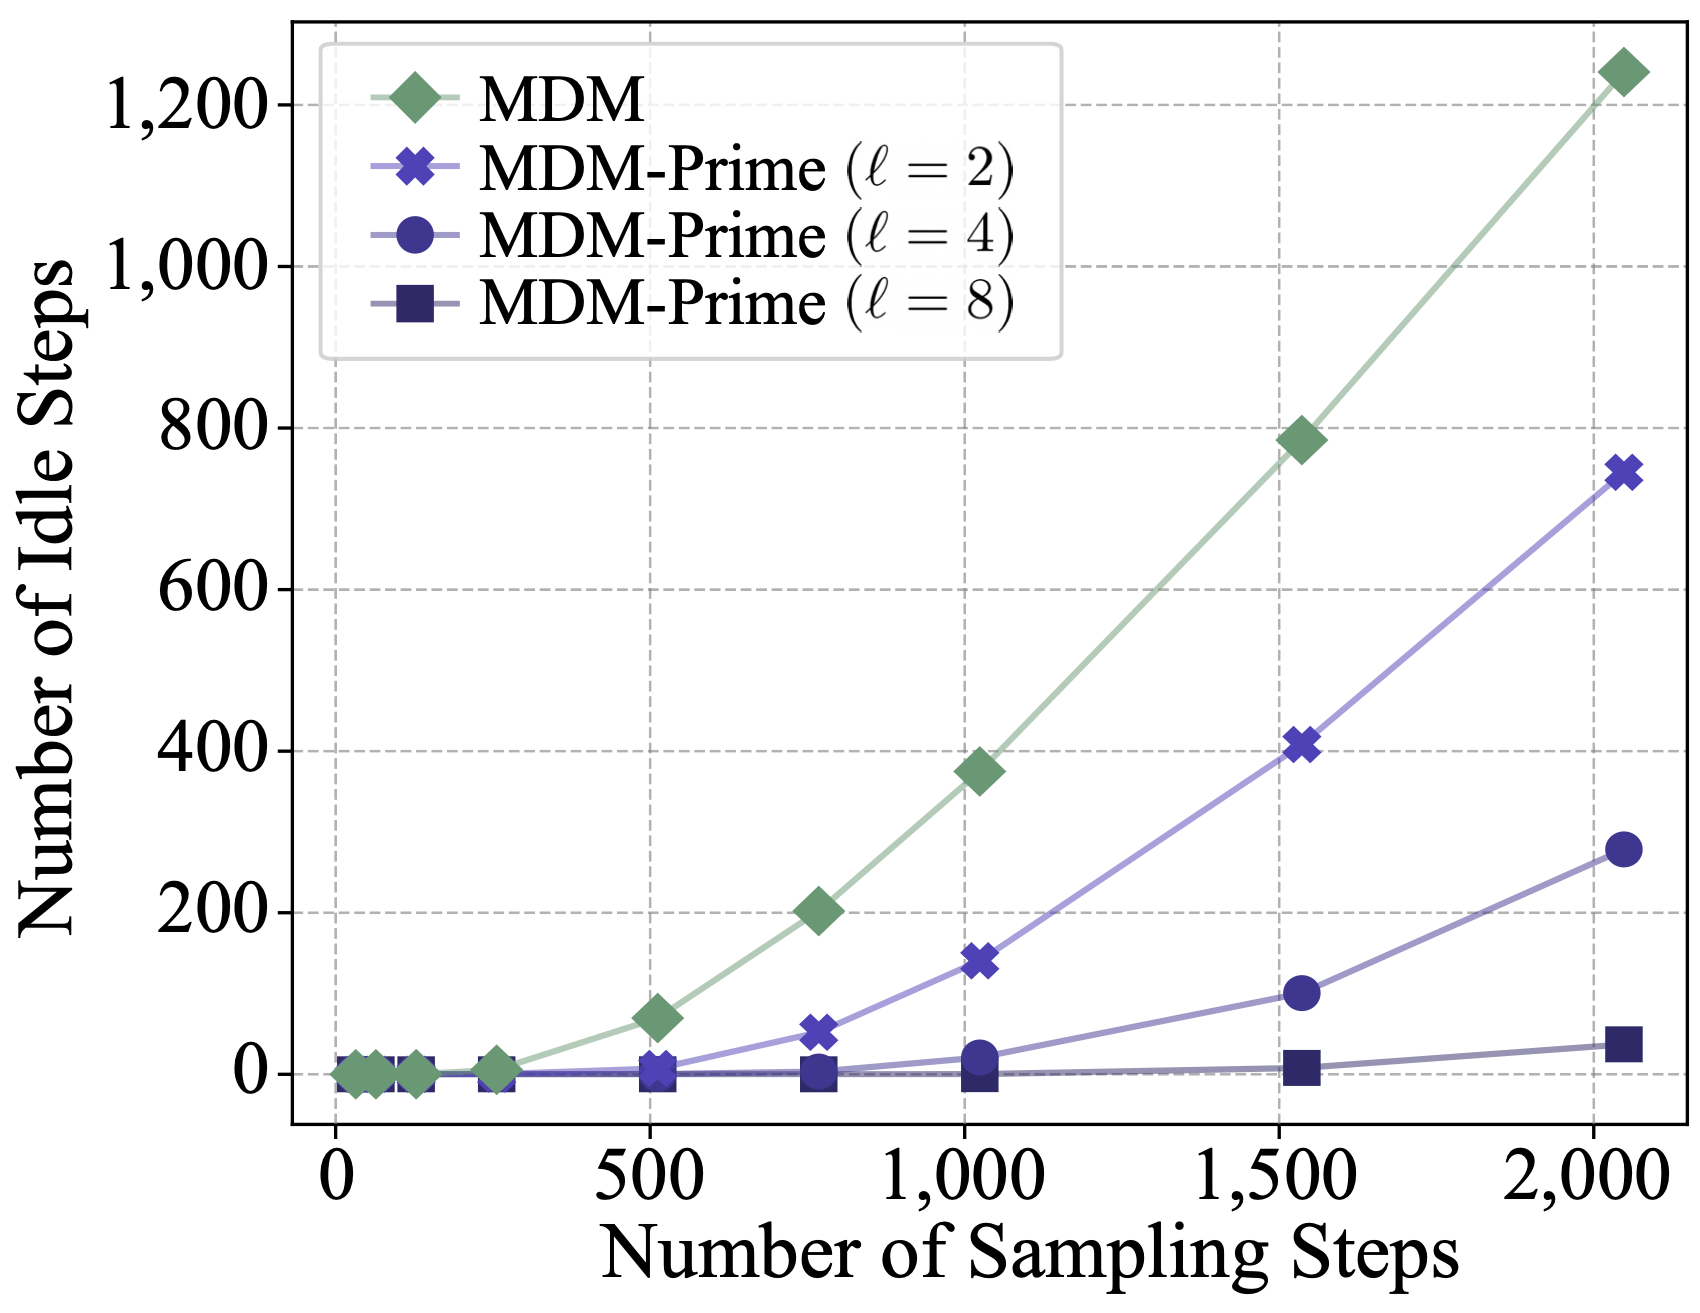 MDM
MDM-Prime (ℓ = 2)
MDM-Prime (ℓ = 4)
MDM-Prime (ℓ = 8)
Number of Idle Steps
1,200
1,000
800
600
400
200
0
0 500 1,000 1,500 2,000
Number of Sampling Steps